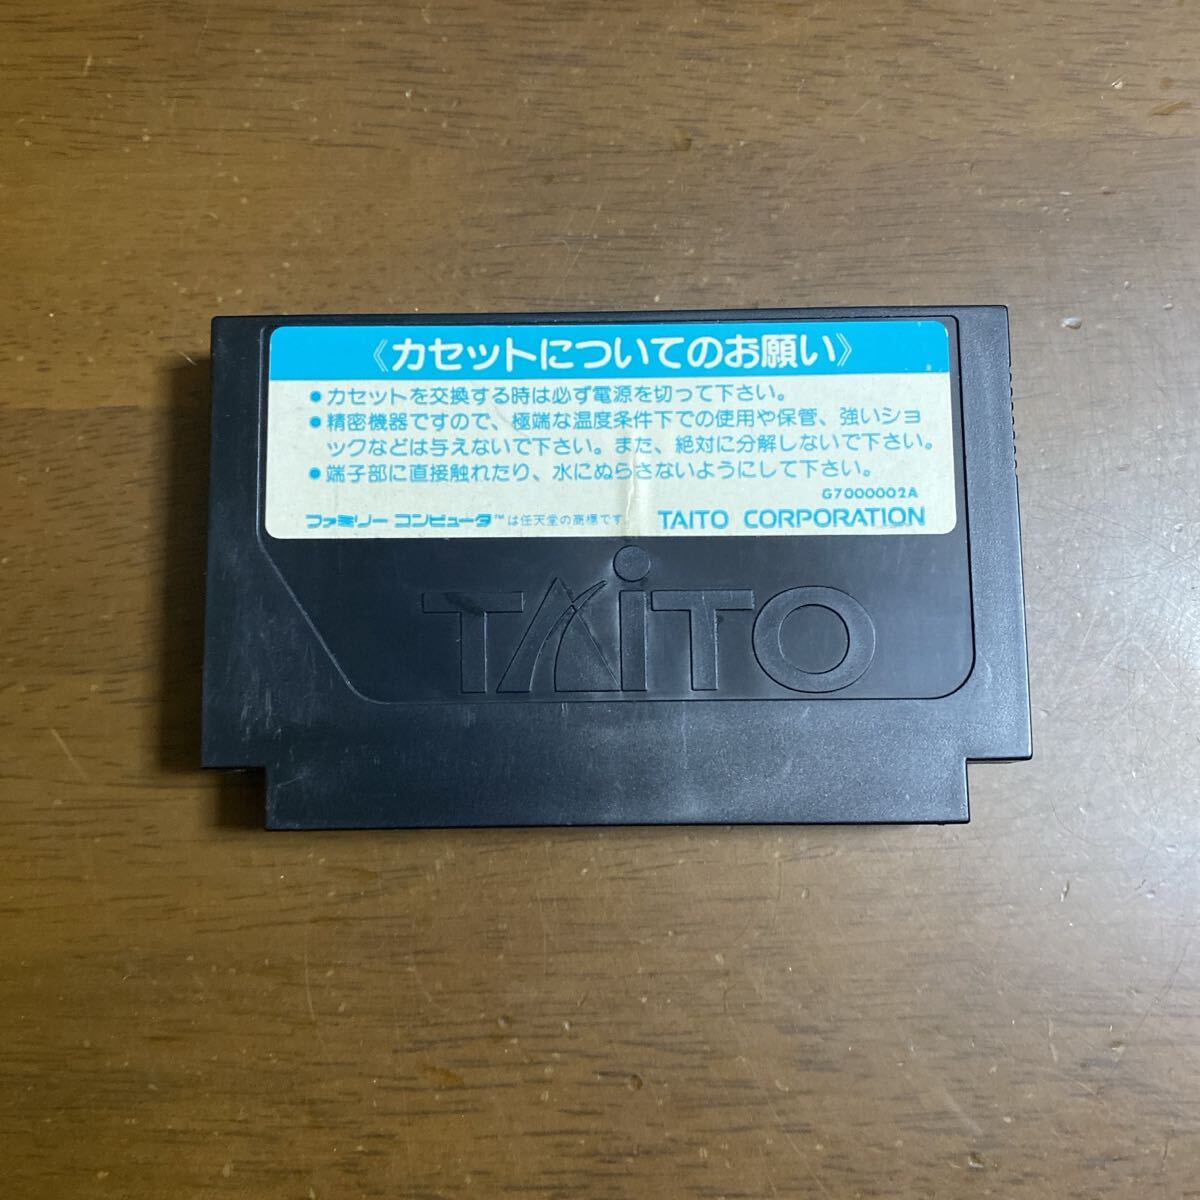 《カセットについてのお願い》
●カセットを交換する時は必ず電源を切って下さい。
●精密機器ですので、極端な温度条件下での使用や保管、強いショ
ックなどは与えないで下さい。また、絶対に分解しないで下さい。
●端子部に直接触れたり、水にぬらさないようにして下さい。
G7000002A
ファミリー コンピュータ™は任天堂の商標です TAITO CORPORATION
TAiTO